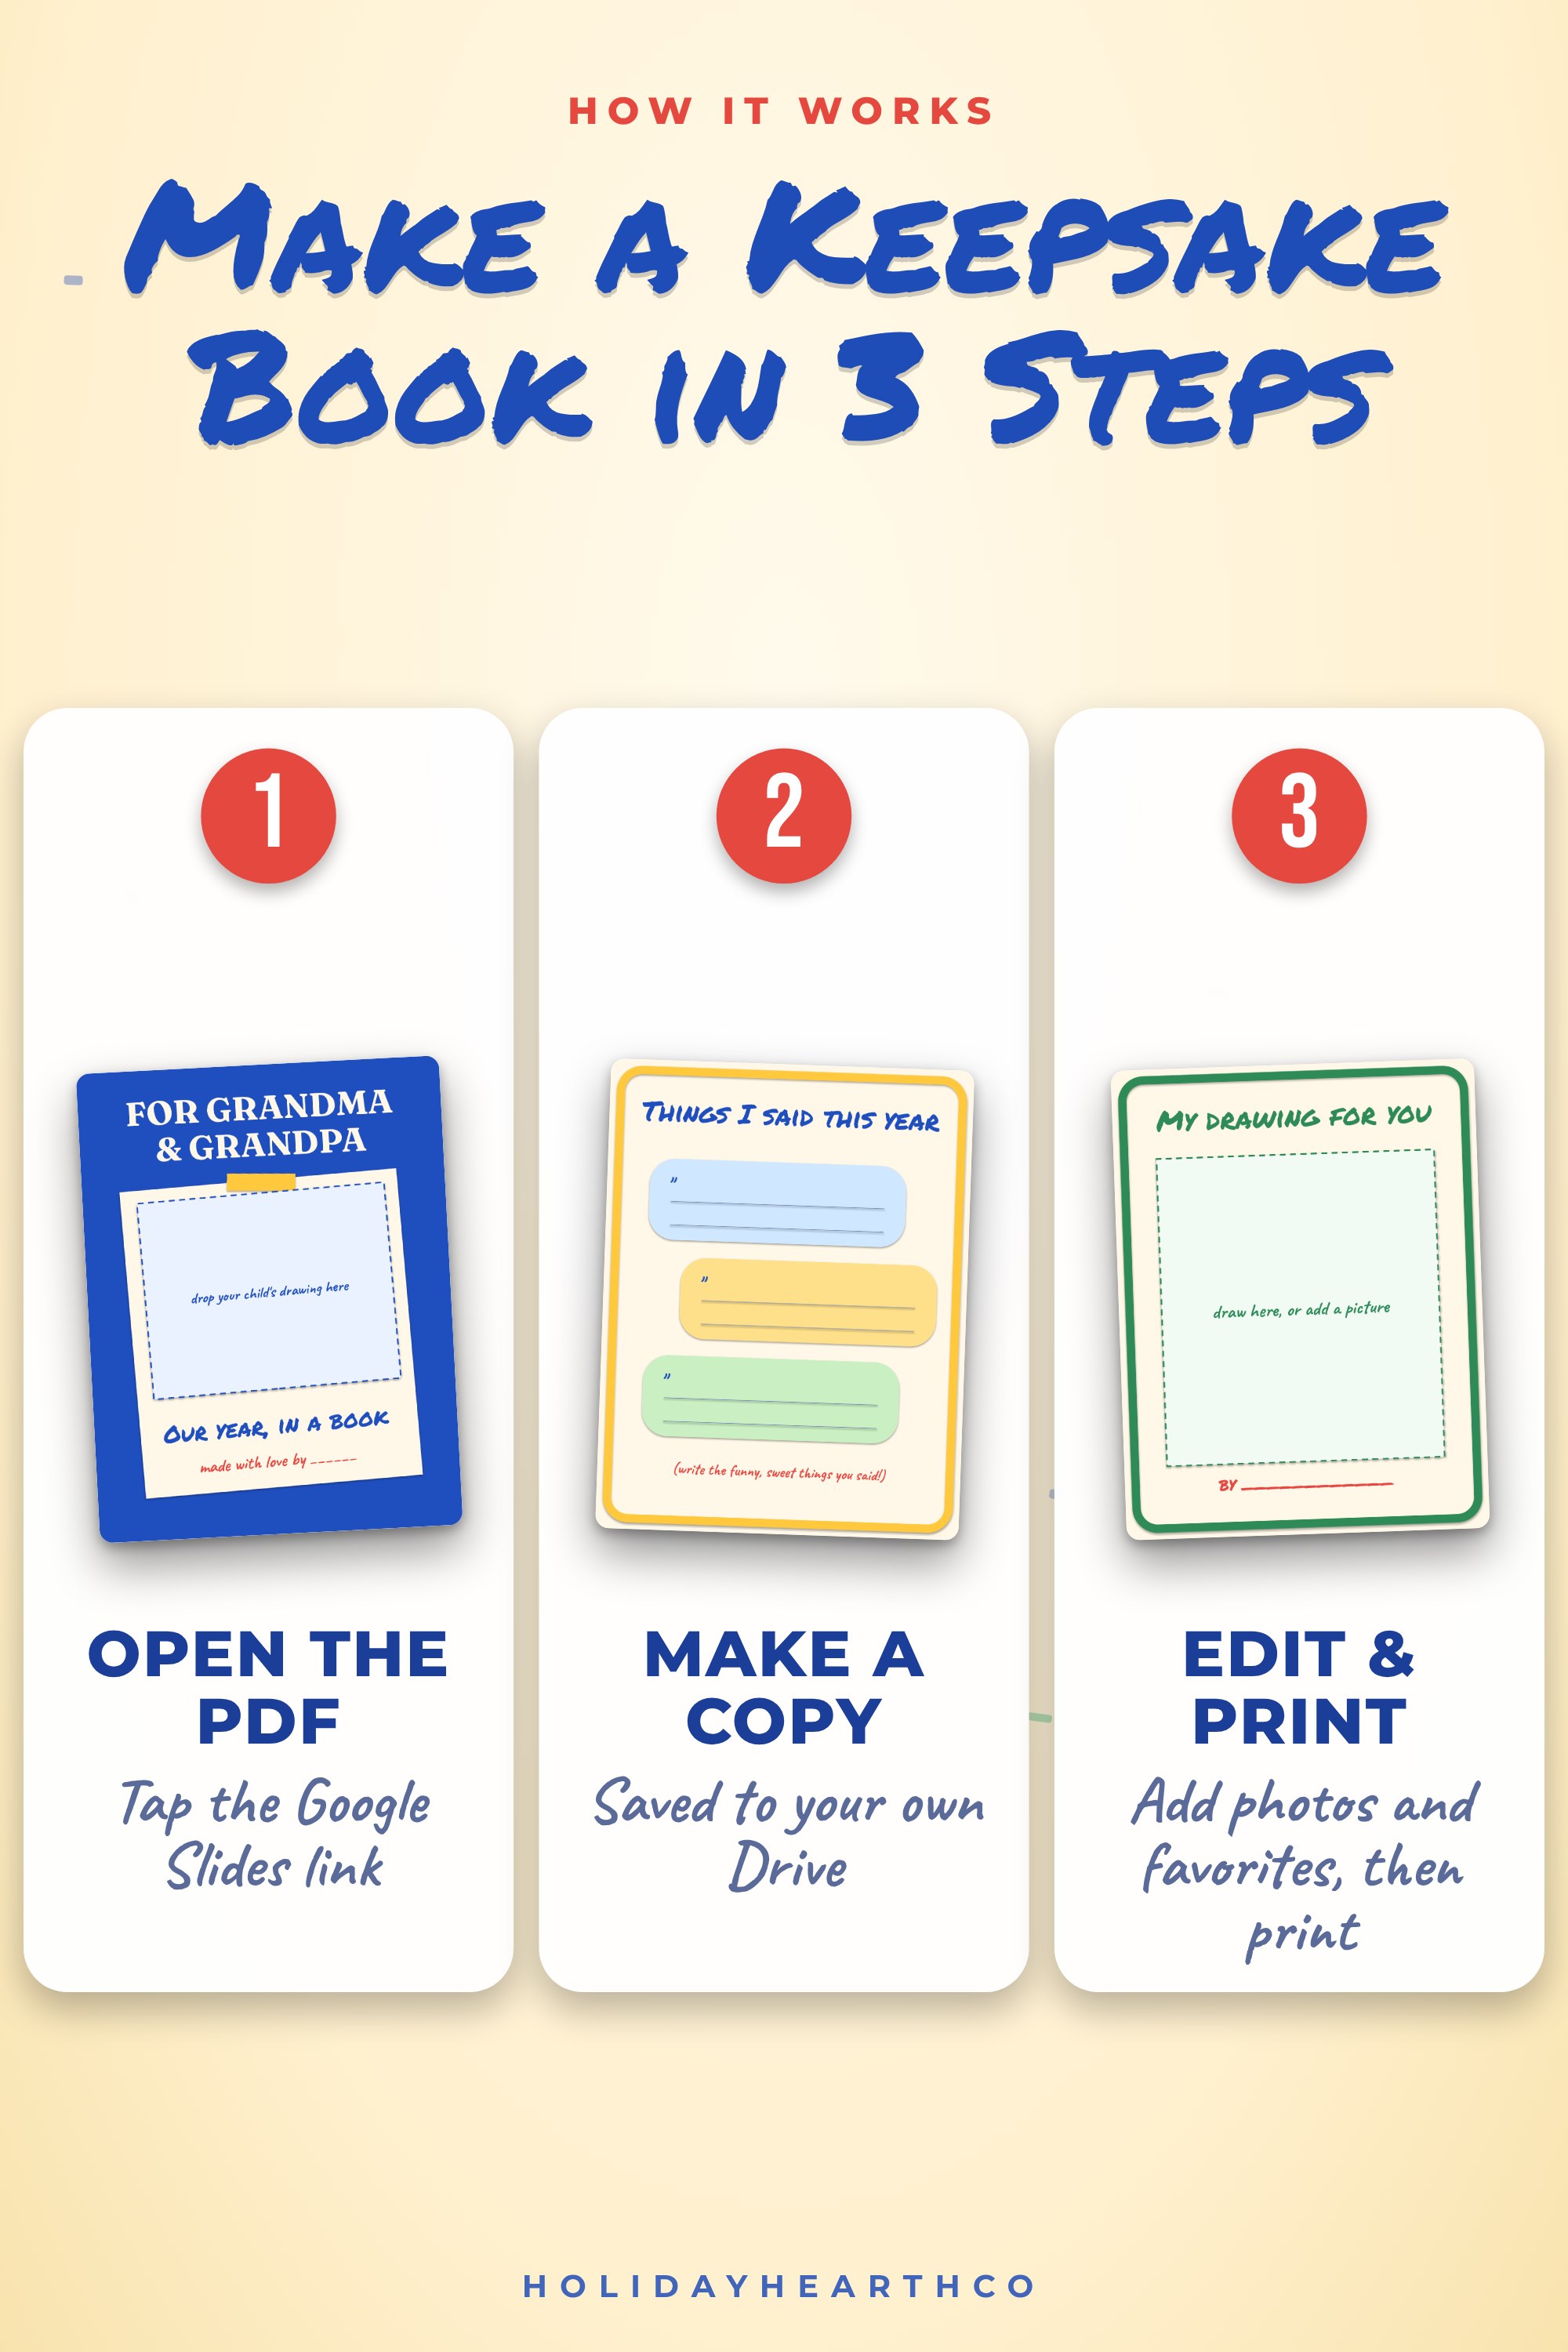 HOW IT WORKS
MAKE A KEEPSAKE
BOOK IN 3 STEPS
1
FOR GRANDMA
& GRANDPA
drop your child's drawing here
OUR YEAR, IN A BOOK
made with love by ______
OPEN THE
PDF
Tap the Google
Slides link
2
THINGS I SAID THIS YEAR
"
"
"
(write the funny, sweet things you said!)
MAKE A
COPY
Saved to your own
Drive
3
MY DRAWING FOR YOU
draw here, or add a picture
BY ________________
EDIT &
PRINT
Add photos and
favorites, then
print
HOLIDAYHEARTHCO